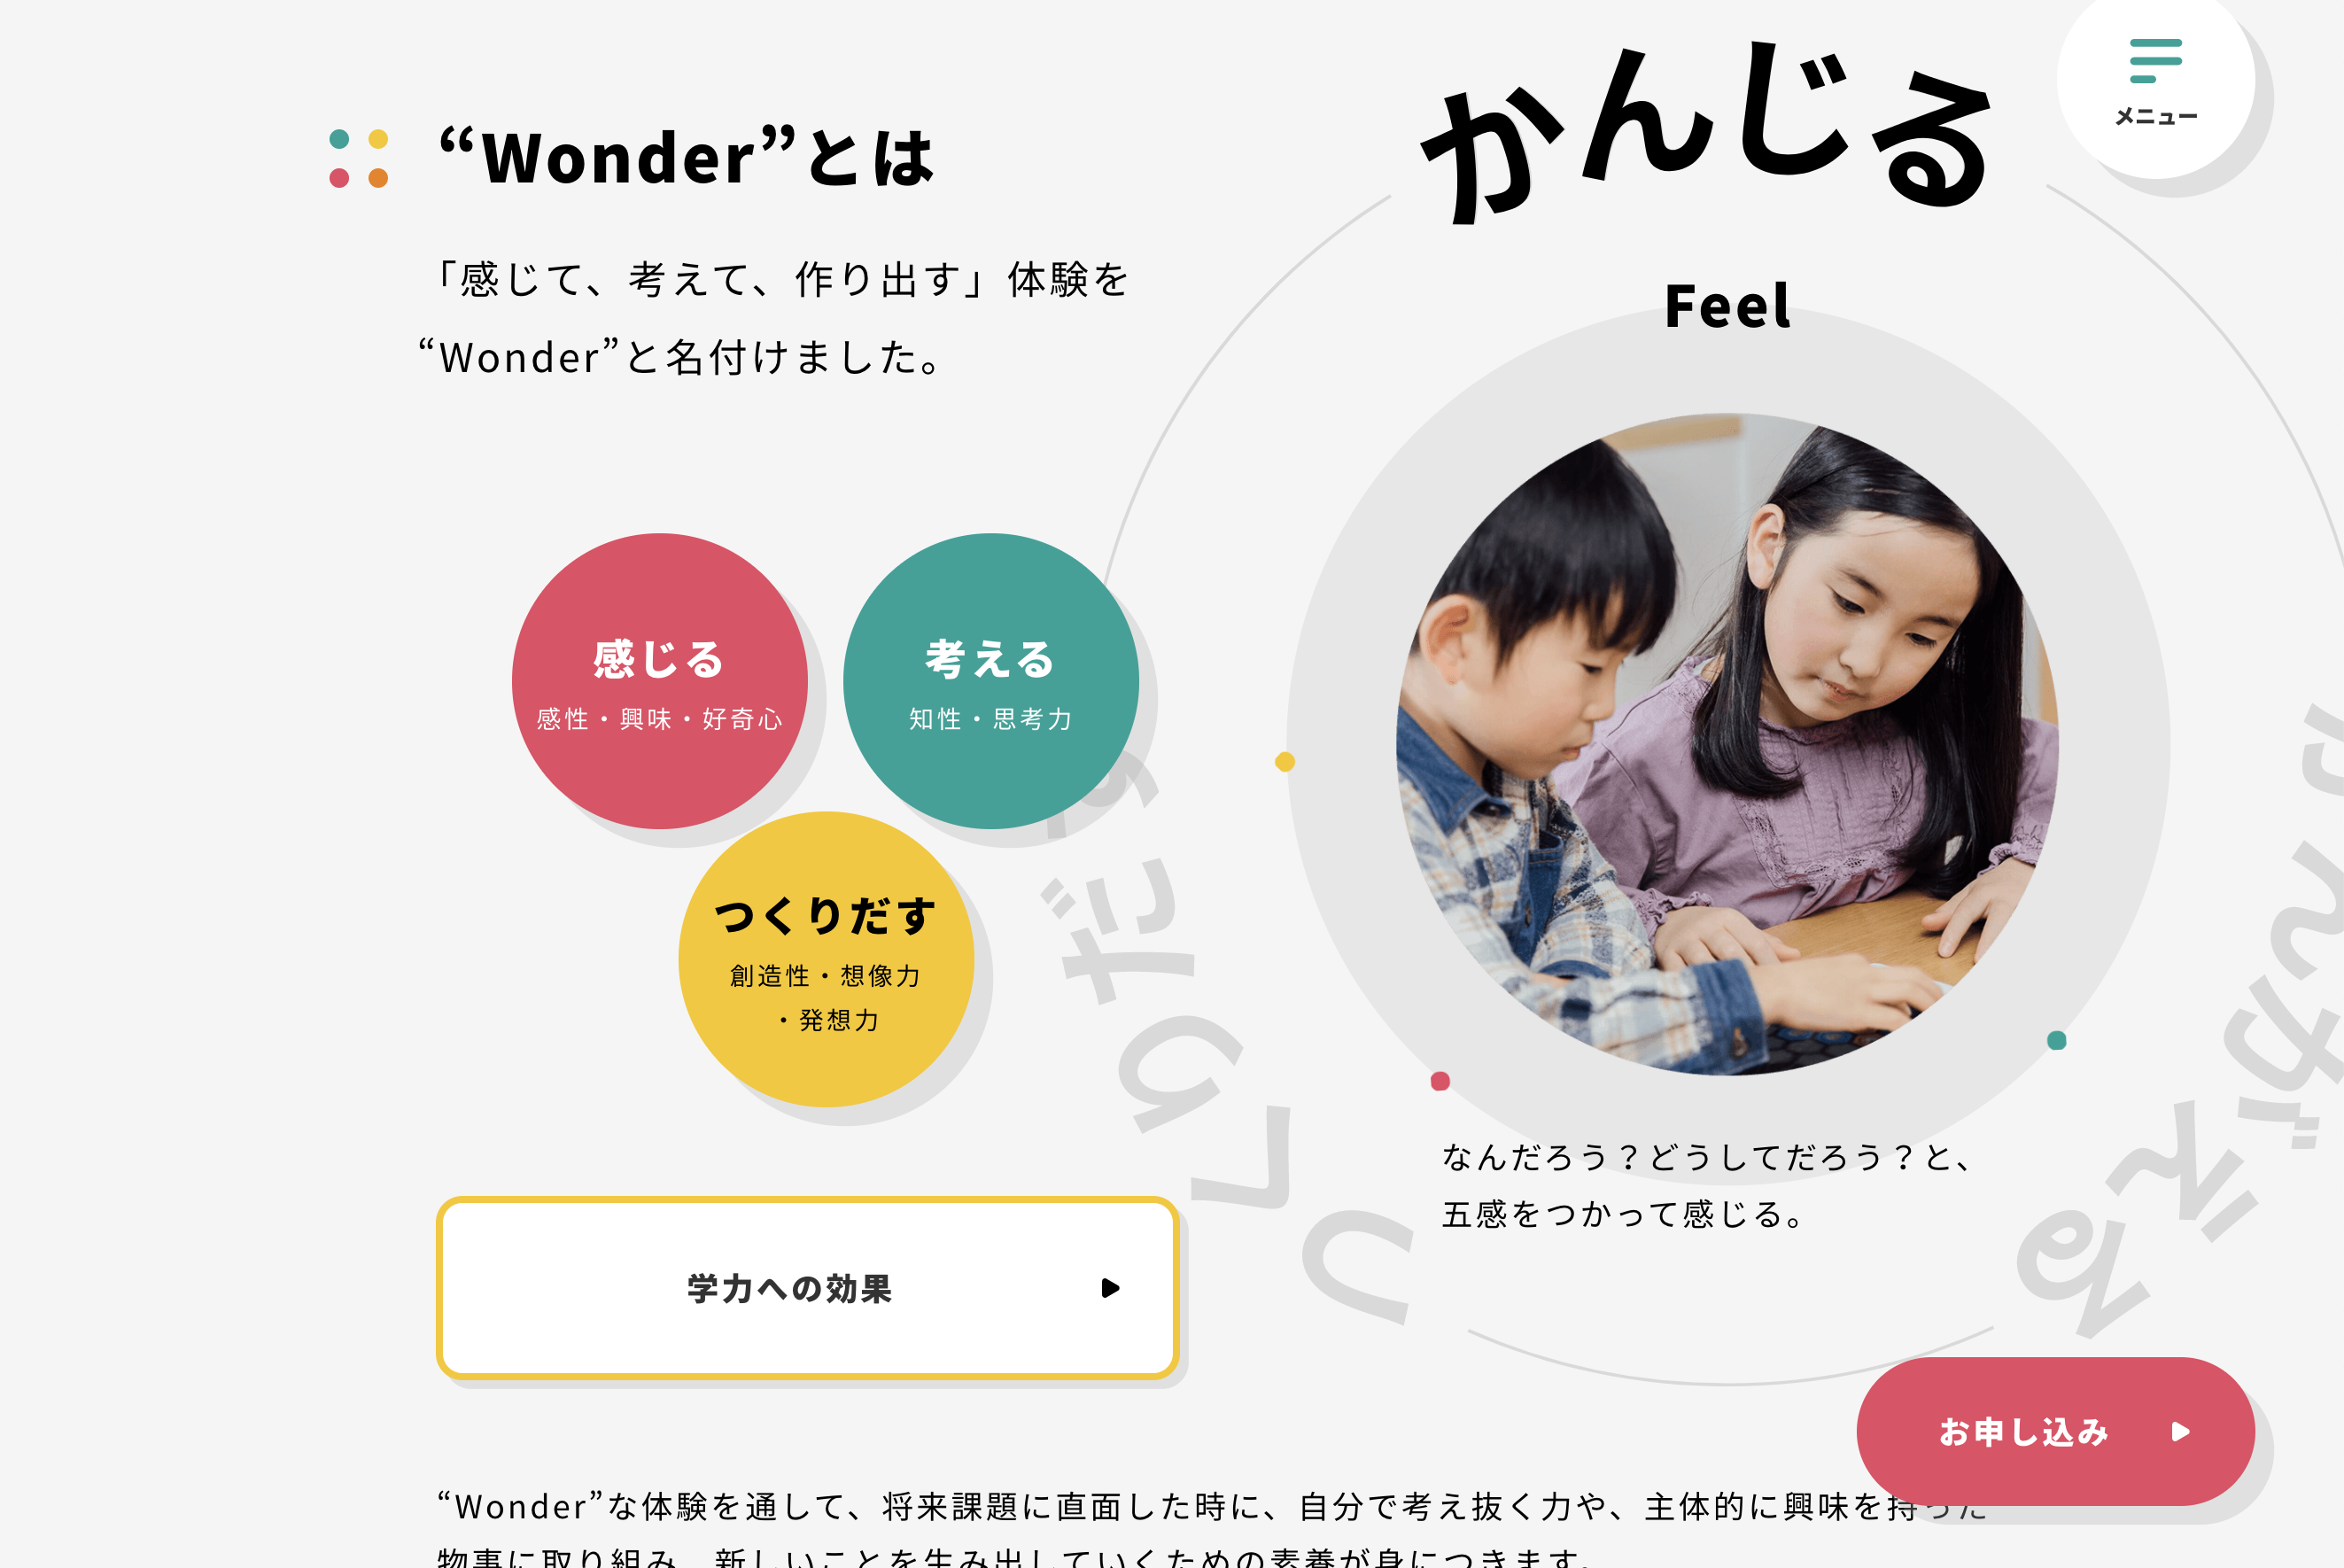 “Wonder”とは
「感じて、考えて、作り出す」体験を
“Wonder”と名付けました。
感じる
感性・興味・好奇心
考える
知性・思考力
つくりだす
創造性・想像力
・発想力
学力への効果
かんじる
Feel
なんだろう？どうしてだろう？と、
五感をつかって感じる。
かんがえる
つくりだす
メニュー
お申し込み
“Wonder”な体験を通して、将来課題に直面した時に、自分で考え抜く力や、主体的に興味を持った
物事に取り組み、新しいことを生み出していくための素養が身につきます。